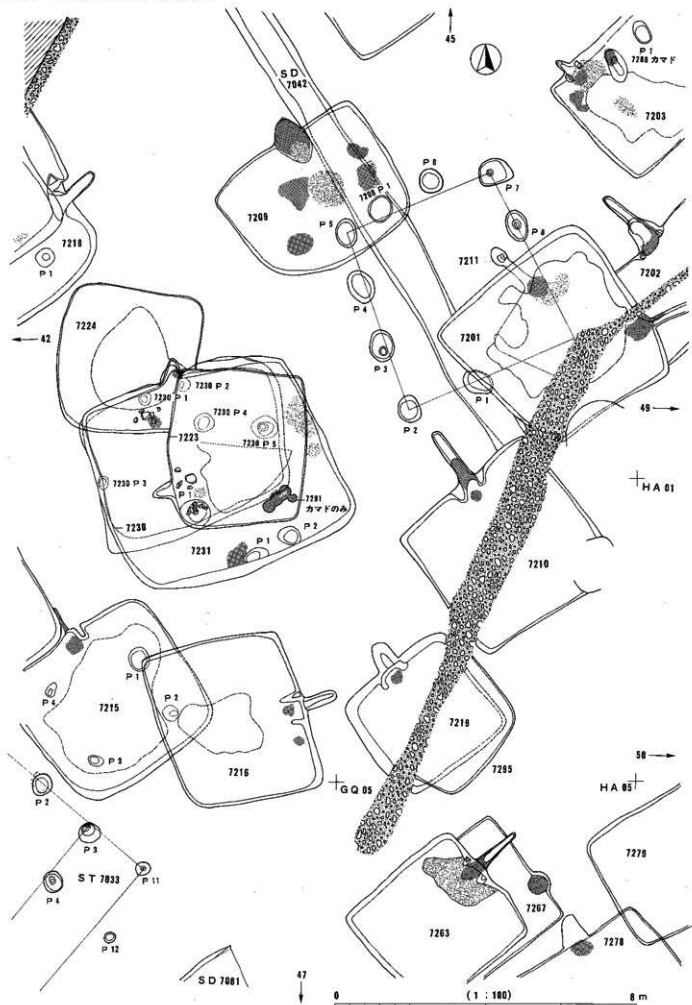 45
SD
7042
P 1
7288 カマド
7203
P 6
P 7
7209 P 1
7209
P 5
P 8
7218
P 1
7211
7202
P 4
7201
7224
42
P 3
7230 P 2
7230 P 1
P 1
49
P 2
7230 P 4
7223
7230 P 5
7230 P 3
P 1
HA 01
7291
カマドのみ
7230
P 2
7231
P 1
7210
P 1
P 4
P 2
7215
7219
P 3
7216
7295
50
P 2
GQ 05
HA 05
P 3
7279
P 11
ST 7033
P 4
7267
7263
P 12
7278
SD 7081
47
0 (1 : 100) 8 m